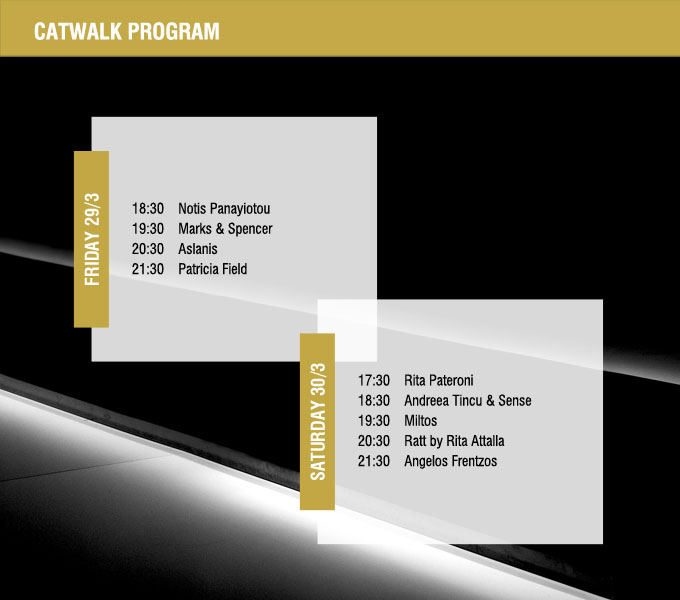 CATWALK PROGRAM
FRIDAY 29/3
18:30 Notis Panayiotou
19:30 Marks & Spencer
20:30 Aslanis
21:30 Patricia Field
SATURDAY 30/3
17:30 Rita Pateroni
18:30 Andreea Tincu & Sense
19:30 Miltos
20:30 Ratt by Rita Attalla
21:30 Angelos Frentzos